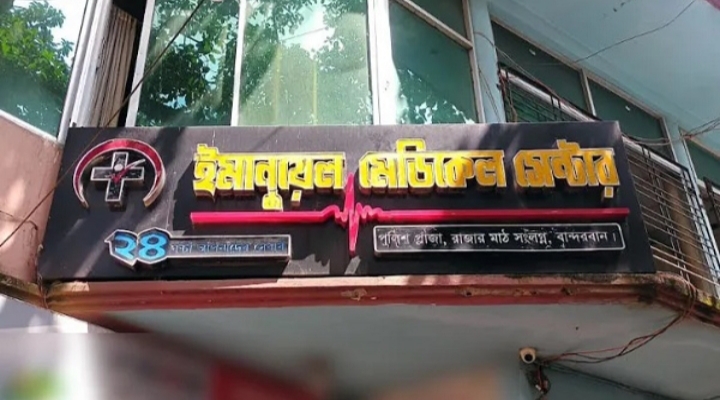 ইমানুয়েল মেডিকেল সেন্টার
২৪
পুলিশ প্লাজা, রাজার মাঠ সংলগ্ন, বান্দরবান।